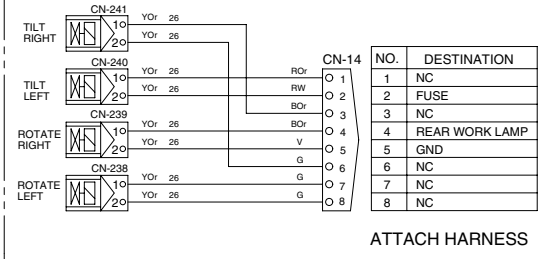 CN-241
TILT
RIGHT
1 YOr 26
2 YOr 26
CN-240
TILT
LEFT
YOr 26 ROr
YOr 26 RW
BOr
CN-239
ROTATE
RIGHT
1 YOr 26 BOr
2 YOr 26 V
G
CN-238
ROTATE
LEFT
1 YOr 26 G
2 YOr 26 G
CN-14
1
2
3
4
5
6
7
8
NO. DESTINATION
1 NC
2 FUSE
3 NC
4 REAR WORK LAMP
5 GND
6 NC
7 NC
8 NC
ATTACH HARNESS